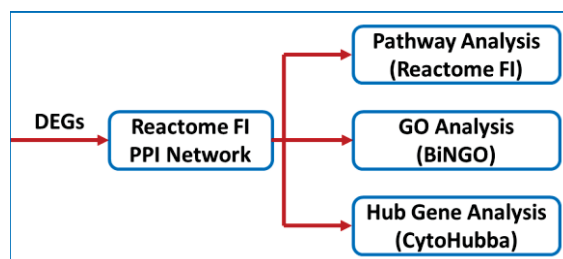 DEGs
Reactome FI
PPI Network
Pathway Analysis
(Reactome FI)
GO Analysis
(BiNGO)
Hub Gene Analysis
(CytoHubba)